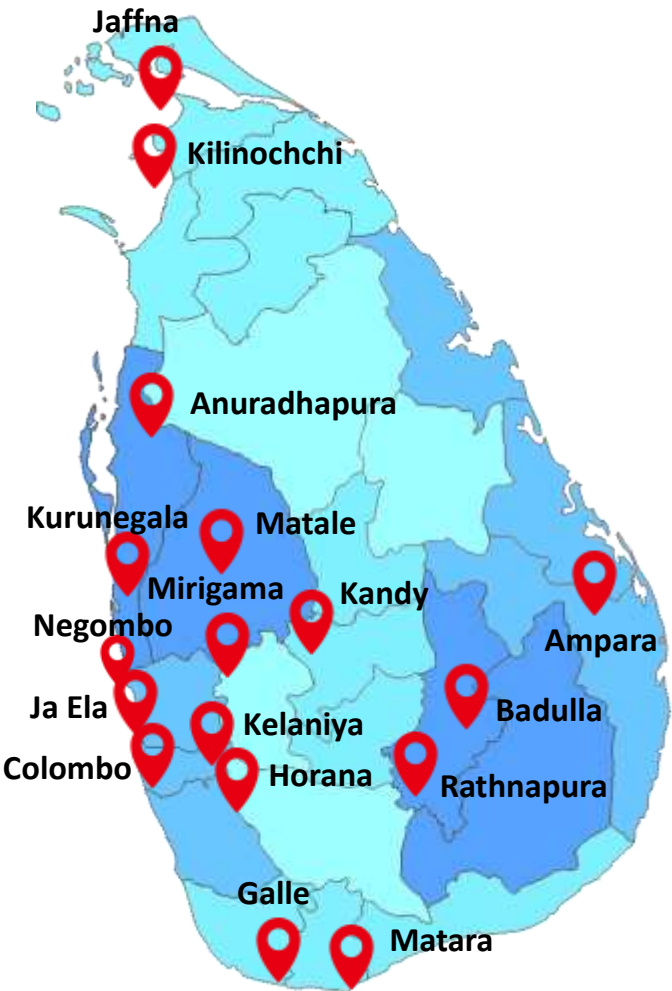 Jaffna
Kilinochchi
Anuradhapura
Kurunegala
Matale
Mirigama
Kandy
Negombo
Ampara
Ja Ela
Badulla
Kelaniya
Colombo
Horana
Rathnapura
Galle
Matara